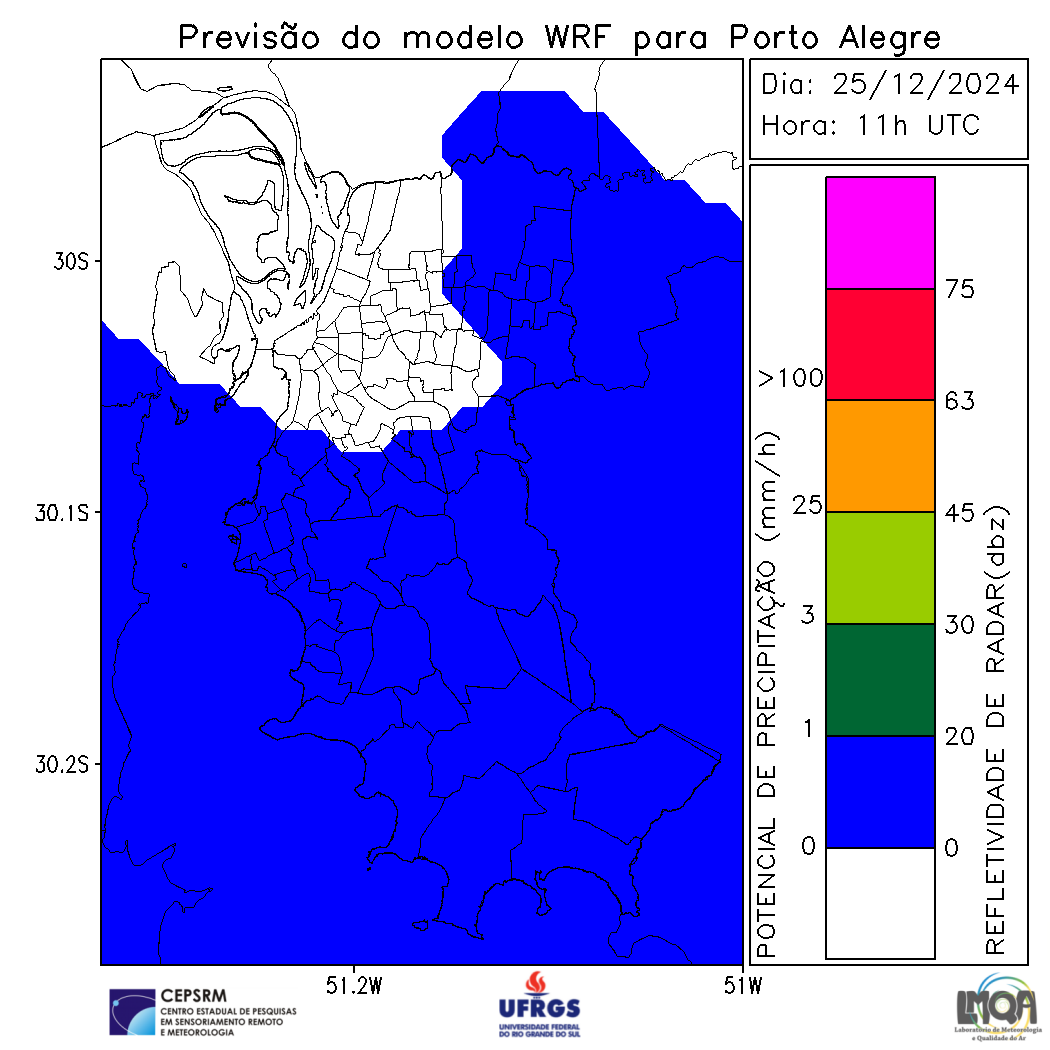 Previsão do modelo WRF para Porto Alegre
Dia: 25/12/2024
Hora: 11h UTC
30S
30.1S
30.2S
51.2W
51W
POTENCIAL DE PRECIPITAÇÃO (mm/h)
>100
25
3
1
0
75
63
45
30
20
0
REFLETIVIDADE DE RADAR(dbz)
CEPSRM
CENTRO ESTADUAL DE PESQUISAS
EM SENSORIAMENTO REMOTO
E METEOROLOGIA
UFRGS
UNIVERSIDADE FEDERAL
DO RIO GRANDE DO SUL
LMQA
Laboratório de Meteorologia
e Qualidade do Ar